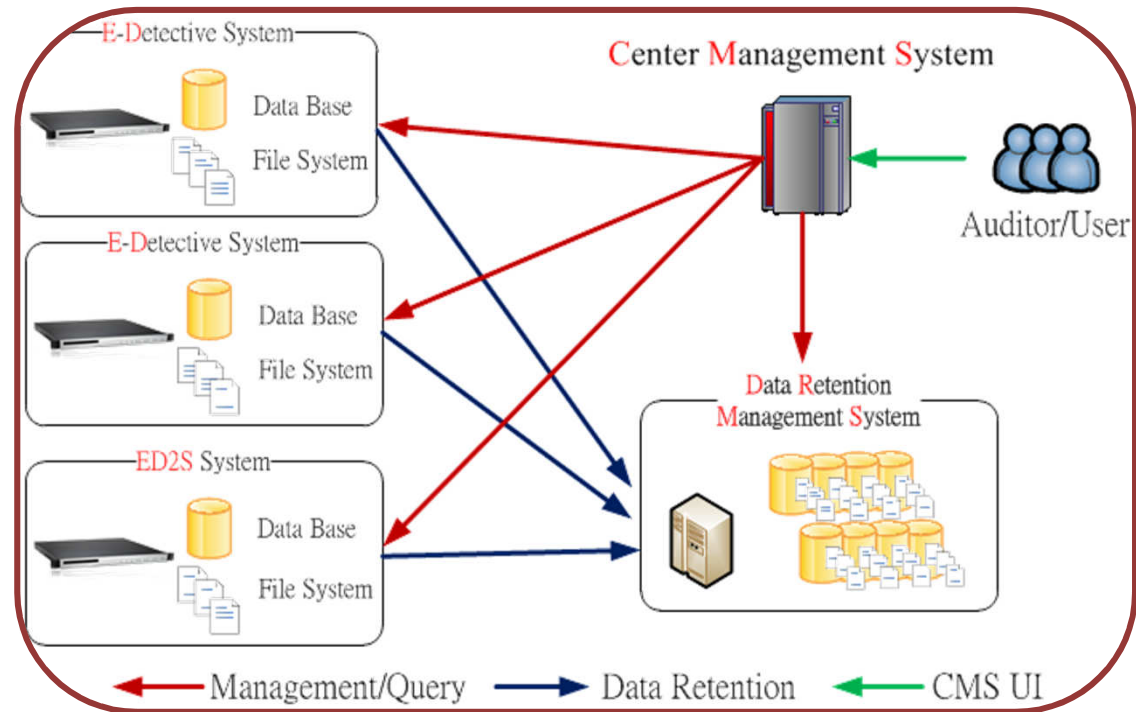 E-Detective System
Data Base
File System
E-Detective System
Data Base
File System
ED2S System
Data Base
File System
Center Management System
Auditor/User
Data Retention
Management System
Management/Query
Data Retention
CMS UI